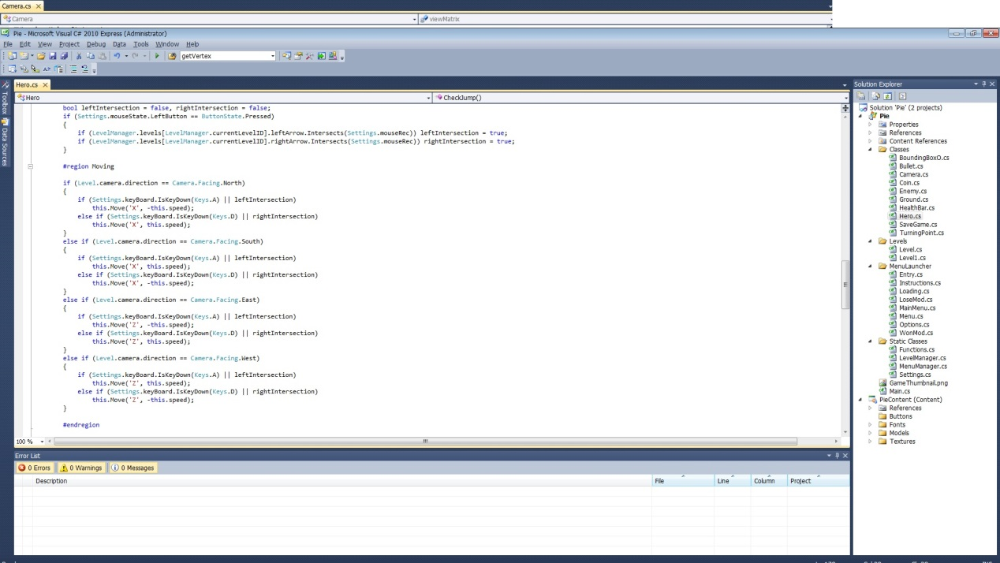 Camera.cs
Camera viewMatrix
Pie - Microsoft Visual C# 2010 Express (Administrator)
File Edit View Project Debug Data Tools Window Help
getVertex
Toolbox
Data Sources
Hero.cs
Hero CheckJump()
bool leftIntersection = false, rightIntersection = false;
if (Settings.mouseState.LeftButton == ButtonState.Pressed)
{
if (LevelManager.levels[LevelManager.currentLevelID].leftArrow.Intersects(Settings.mouseRec)) leftIntersection = true;
if (LevelManager.levels[LevelManager.currentLevelID].rightArrow.Intersects(Settings.mouseRec)) rightIntersection = true;
}
#region Moving
if (Level.camera.direction == Camera.Facing.North)
{
if (Settings.keyBoard.IsKeyDown(Keys.A) || leftIntersection)
this.Move('X', -this.speed);
else if (Settings.keyBoard.IsKeyDown(Keys.D) || rightIntersection)
this.Move('X', this.speed);
}
else if (Level.camera.direction == Camera.Facing.South)
{
if (Settings.keyBoard.IsKeyDown(Keys.A) || leftIntersection)
this.Move('X', this.speed);
else if (Settings.keyBoard.IsKeyDown(Keys.D) || rightIntersection)
this.Move('X', -this.speed);
}
else if (Level.camera.direction == Camera.Facing.East)
{
if (Settings.keyBoard.IsKeyDown(Keys.A) || leftIntersection)
this.Move('Z', -this.speed);
else if (Settings.keyBoard.IsKeyDown(Keys.D) || rightIntersection)
this.Move('Z', this.speed);
}
else if (Level.camera.direction == Camera.Facing.West)
{
if (Settings.keyBoard.IsKeyDown(Keys.A) || leftIntersection)
this.Move('Z', this.speed);
else if (Settings.keyBoard.IsKeyDown(Keys.D) || rightIntersection)
this.Move('Z', -this.speed);
}
#endregion
100 %
Solution Explorer
Solution 'Pie' (2 projects)
Pie
Properties
References
Content References
Classes
BoundingBoxO.cs
Bullet.cs
Camera.cs
Coin.cs
Enemy.cs
Ground.cs
HealthBar.cs
Hero.cs
SaveGame.cs
TurningPoint.cs
Levels
Level.cs
Level1.cs
MenuLauncher
Entry.cs
Instructions.cs
Loading.cs
LoseMod.cs
MainMenu.cs
Menu.cs
Options.cs
WonMod.cs
Static Classes
Functions.cs
LevelManager.cs
MenuManager.cs
Settings.cs
GameThumbnail.png
Main.cs
PieContent (Content)
References
Buttons
Fonts
Models
Textures
Error List
0 Errors 0 Warnings 0 Messages
Description File Line Column Project